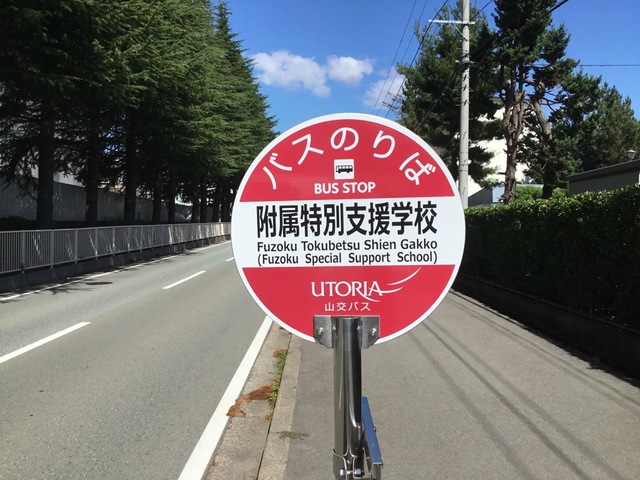 バスのりば
BUS STOP
附属特別支援学校
Fuzoku Tokubetsu Shien Gakko
(Fuzoku Special Support School)
UTORIA
山交バス